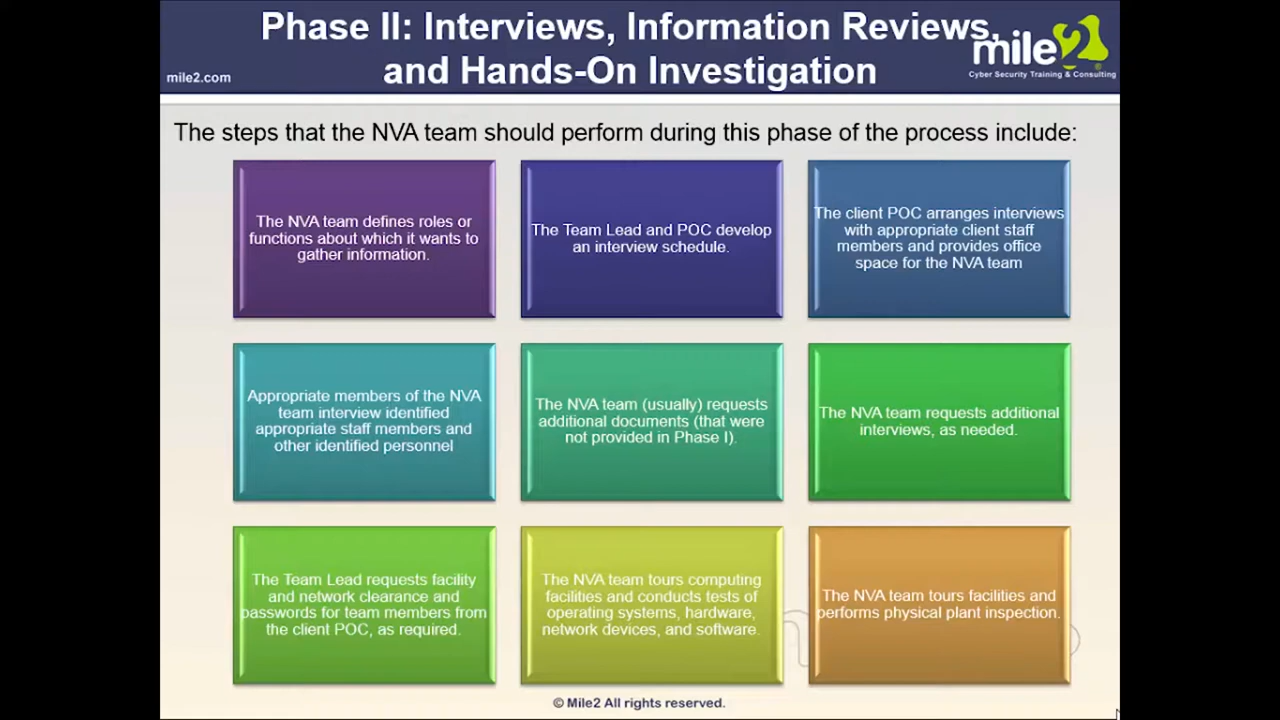 Phase II: Interviews, Information Reviews,
and Hands-On Investigation
mile2.com
mile2
Cyber Security Training & Consulting
The steps that the NVA team should perform during this phase of the process include:
The NVA team defines roles or
functions about which it wants to
gather information.
The Team Lead and POC develop
an interview schedule.
The client POC arranges interviews
with appropriate client staff
members and provides office
space for the NVA team
Appropriate members of the NVA
team interview identified
appropriate staff members and
other identified personnel
The NVA team (usually) requests
additional documents (that were
not provided in Phase I).
The NVA team requests additional
interviews, as needed.
The Team Lead requests facility
and network clearance and
passwords for team members from
the client POC, as required.
The NVA team tours computing
facilities and conducts tests of
operating systems, hardware,
network devices, and software.
The NVA team tours facilities and
performs physical plant inspection.
© Mile2 All rights reserved.